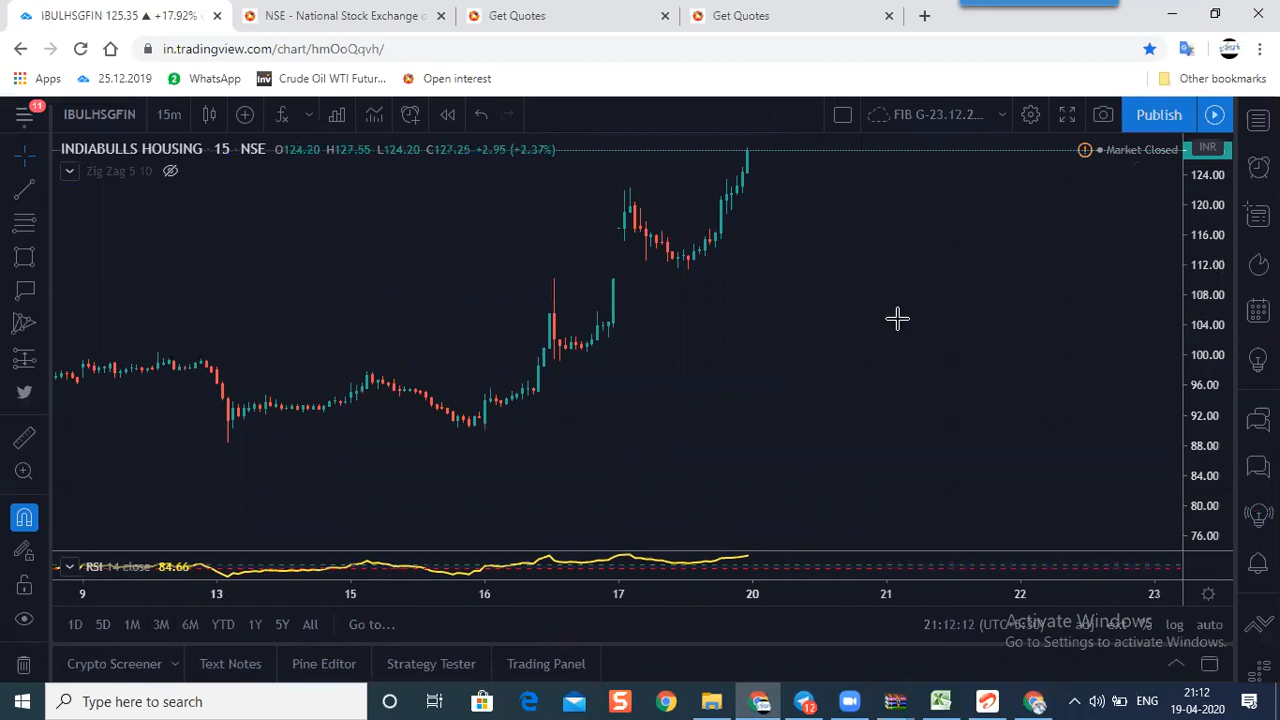 IBULHSGFIN 125.35 ▲ +17.92%
NSE - National Stock Exchange o
Get Quotes
Get Quotes
in.tradingview.com/chart/hmOoQqvh/
Apps
25.12.2019
2 WhatsApp
Inv Crude Oil WTI Futur...
Open interest
Other bookmarks
11
IBULHSGFIN
15m
FIB G-23.12.2...
Publish
INDIABULLS HOUSING 15 NSE O124.20 H127.55 L124.20 C127.25 +2.95 (+2.37%)
Market Closed
INR
Zig Zag 5 10
124.00
120.00
116.00
112.00
108.00
104.00
100.00
96.00
92.00
88.00
84.00
80.00
76.00
RSI 14 close 84.66
9 13 15 16 17 20 21 22 23
1D 5D 1M 3M 6M YTD 1Y 5Y All Go to...
21:12:12 (UTC+5:30) adj ext % log auto
Activate Windows
Go to Settings to activate Windows.
Crypto Screener
Text Notes
Pine Editor
Strategy Tester
Trading Panel
Type here to search
12
ENG
21:12
19-04-2020